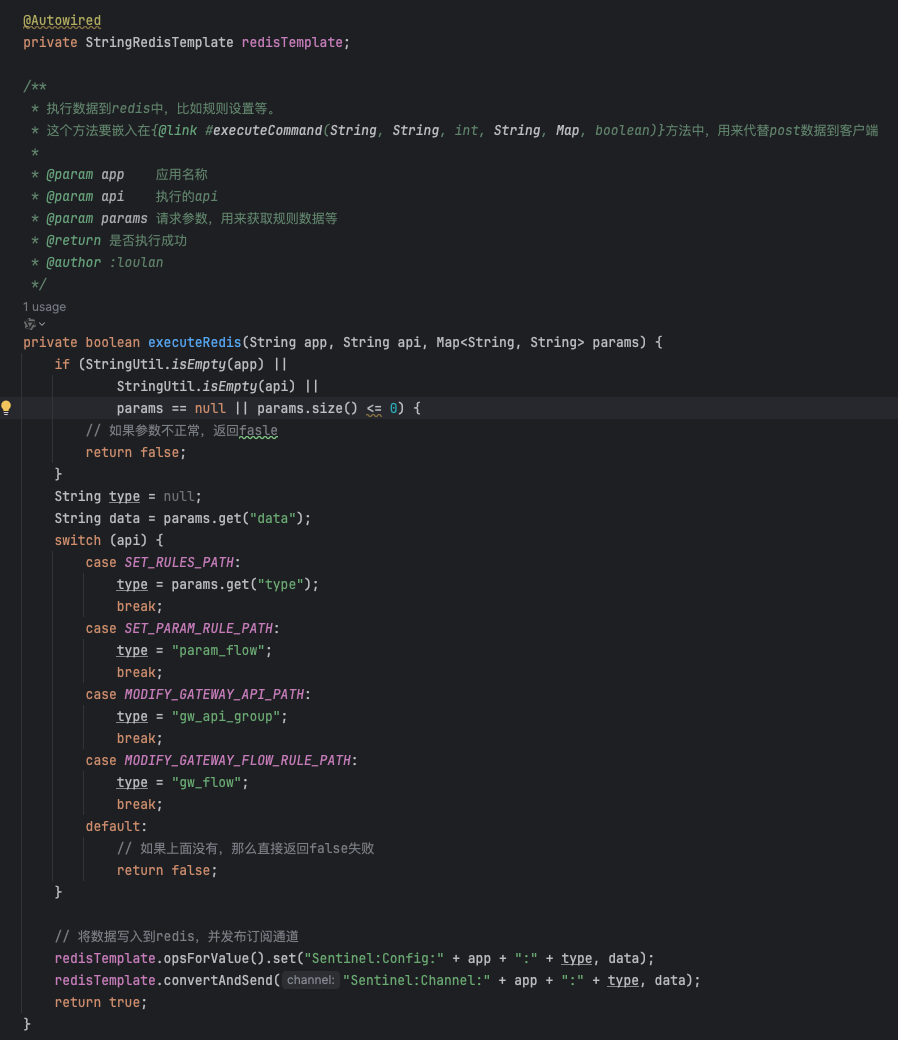 @Autowired
private StringRedisTemplate redisTemplate;
/**
 * 执行数据到redis中，比如规则设置等。
 * 这个方法要嵌入在{@link #executeCommand(String, String, int, String, Map, boolean)}方法中，用来代替post数据到客户端
 *
 * @param app    应用名称
 * @param api    执行的api
 * @param params 请求参数，用来获取规则数据等
 * @return 是否执行成功
 * @author :loulan
 */
1 usage
private boolean executeRedis(String app, String api, Map<String, String> params) {
    if (StringUtil.isEmpty(app) ||
            StringUtil.isEmpty(api) ||
            params == null || params.size() <= 0) {
        // 如果参数不正常，返回fasle
        return false;
    }
    String type = null;
    String data = params.get("data");
    switch (api) {
        case SET_RULES_PATH:
            type = params.get("type");
            break;
        case SET_PARAM_RULE_PATH:
            type = "param_flow";
            break;
        case MODIFY_GATEWAY_API_PATH:
            type = "gw_api_group";
            break;
        case MODIFY_GATEWAY_FLOW_RULE_PATH:
            type = "gw_flow";
            break;
        default:
            // 如果上面没有，那么直接返回false失败
            return false;
    }
    // 将数据写入到redis，并发布订阅通道
    redisTemplate.opsForValue().set("Sentinel:Config:" + app + ":" + type, data);
    redisTemplate.convertAndSend( channel: "Sentinel:Channel:" + app + ":" + type, data);
    return true;
}